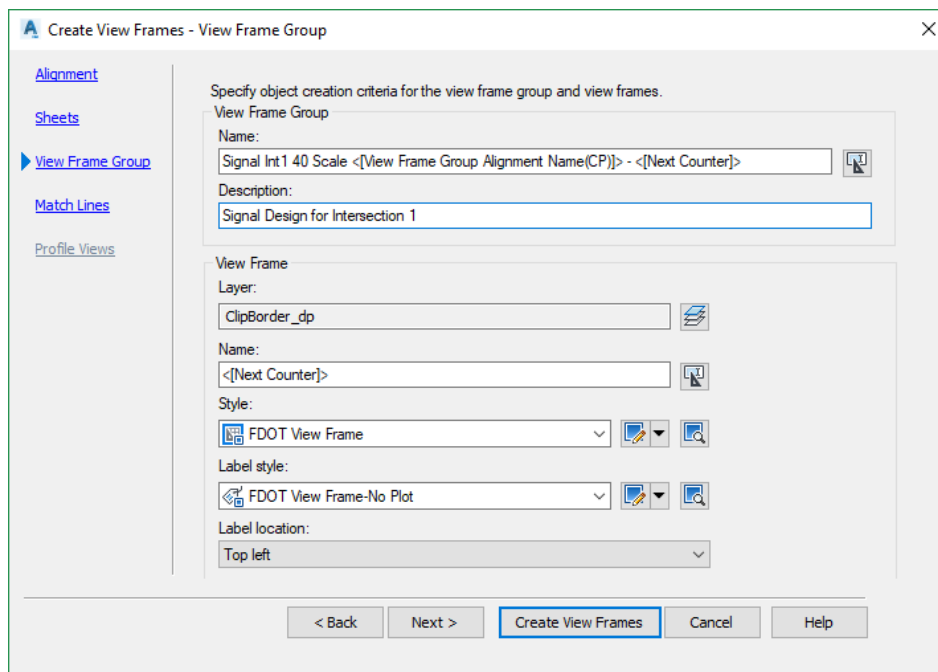 Create View Frames - View Frame Group
Alignment
Sheets
View Frame Group
Match Lines
Profile Views
Specify object creation criteria for the view frame group and view frames.
View Frame Group
Name:
Signal Int1 40 Scale <[View Frame Group Alignment Name(CP)]> - <[Next Counter]>
Description:
Signal Design for Intersection 1
View Frame
Layer:
ClipBorder_dp
Name:
<[Next Counter]>
Style:
FDOT View Frame
Label style:
FDOT View Frame-No Plot
Label location:
Top left
< Back Next > Create View Frames Cancel Help